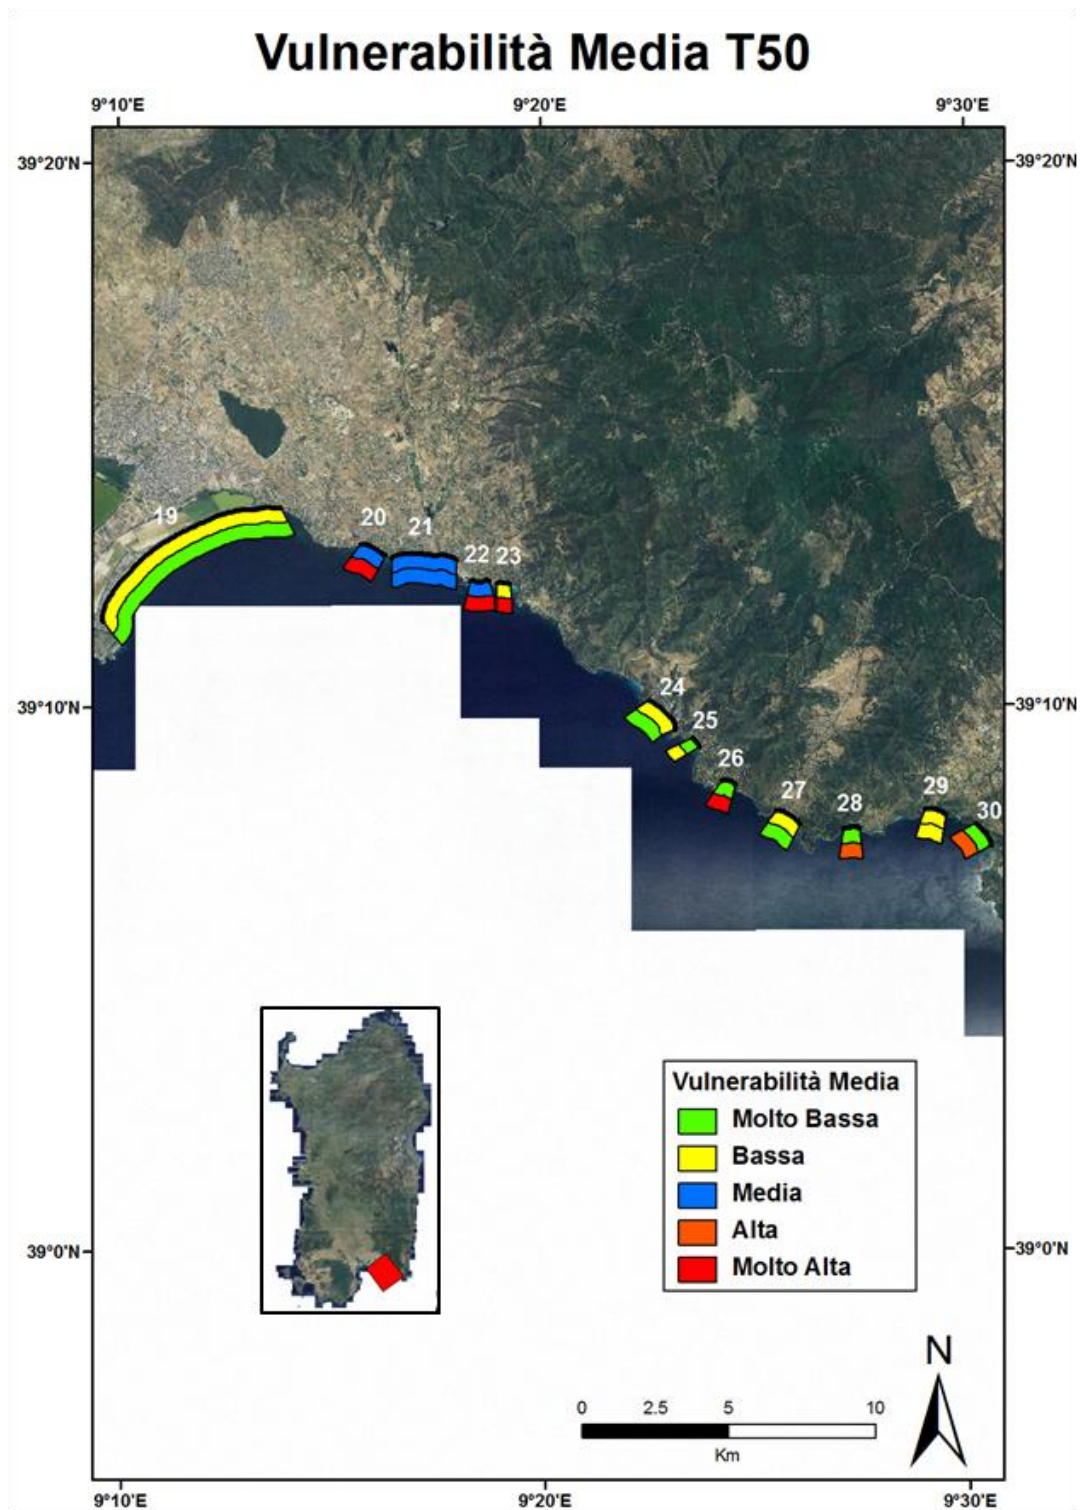 Vulnerabilità Media T50
9°10'E 9°20'E 9°30'E
39°20'N 39°20'N
19 20 21 22 23
24
39°10'N 39°10'N
25
26
27 28 29 30
Vulnerabilità Media
Molto Bassa
Bassa
Media
Alta
39°0'N 39°0'N
Molto Alta
N
0 2.5 5 10
Km
9°10'E 9°20'E 9°30'E